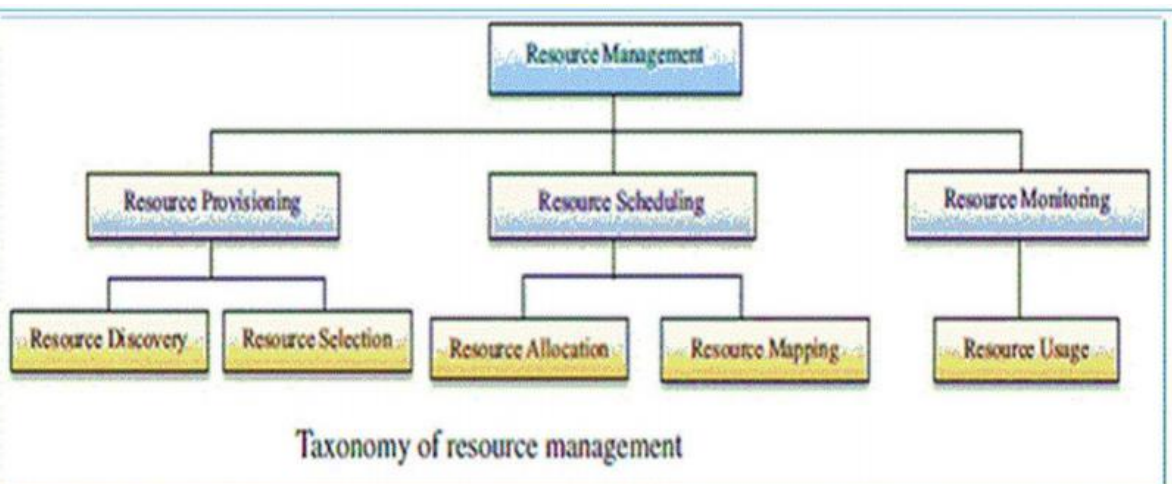 Resource Management
Resource Provisioning
Resource Scheduling
Resource Monitoring
Resource Discovery
Resource Selection
Resource Allocation
Resource Mapping
Resource Usage
Taxonomy of resource management